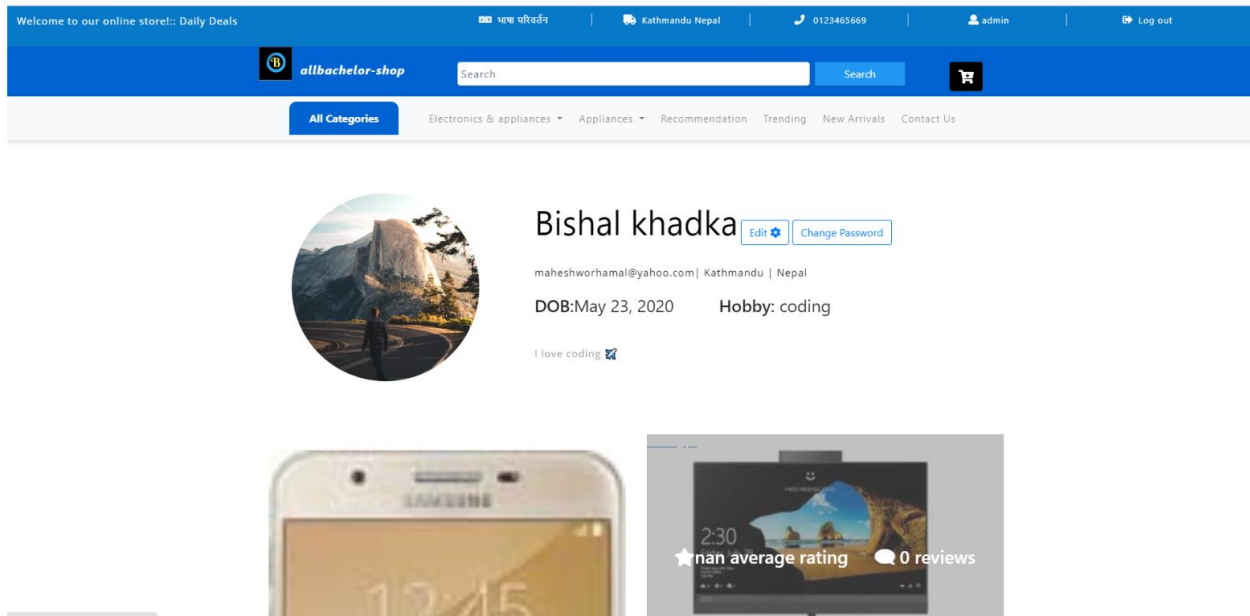 Welcome to our online store!:: Daily Deals भाषा परिवर्तन | Kathmandu Nepal | 0123465669 | admin | Log out
B allbachelor-shop Search Search
All Categories Electronics & appliances Appliances Recommendation Trending New Arrivals Contact Us
Bishal khadka Edit Change Password
maheshworhamal@yahoo.com| Kathmandu | Nepal
DOB:May 23, 2020 Hobby: coding
I love coding
SAMSUNG
2:30
nan average rating 0 reviews
12:45